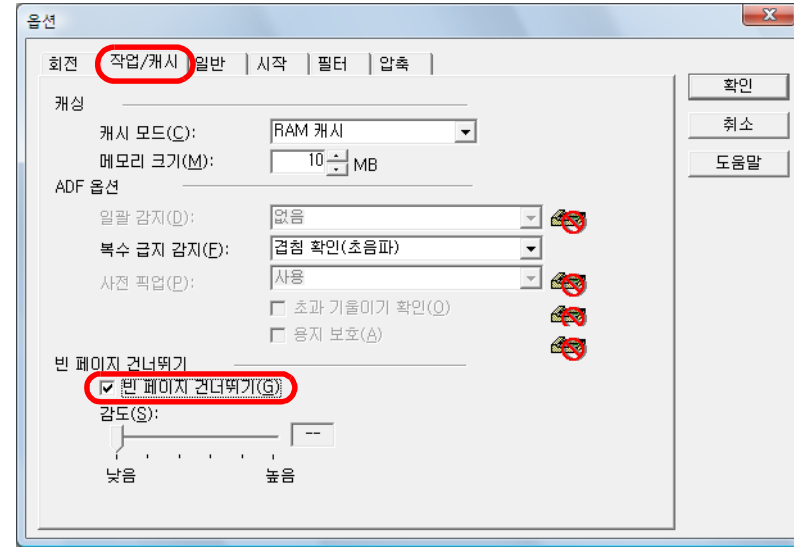 옵션
회전 작업/캐시 일반 시작 필터 압축
확인
취소
도움말
캐싱
캐시 모드(C): RAM 캐시
메모리 크기(M): 10 MB
ADF 옵션
일괄 감지(D): 없음
복수 급지 감지(F): 겹침 확인(초음파)
사전 픽업(P): 사용
초과 기울이기 확인(O)
용지 보호(A)
빈 페이지 건너뛰기
빈 페이지 건너뛰기(G)
감도(S):
--
낮음 높음